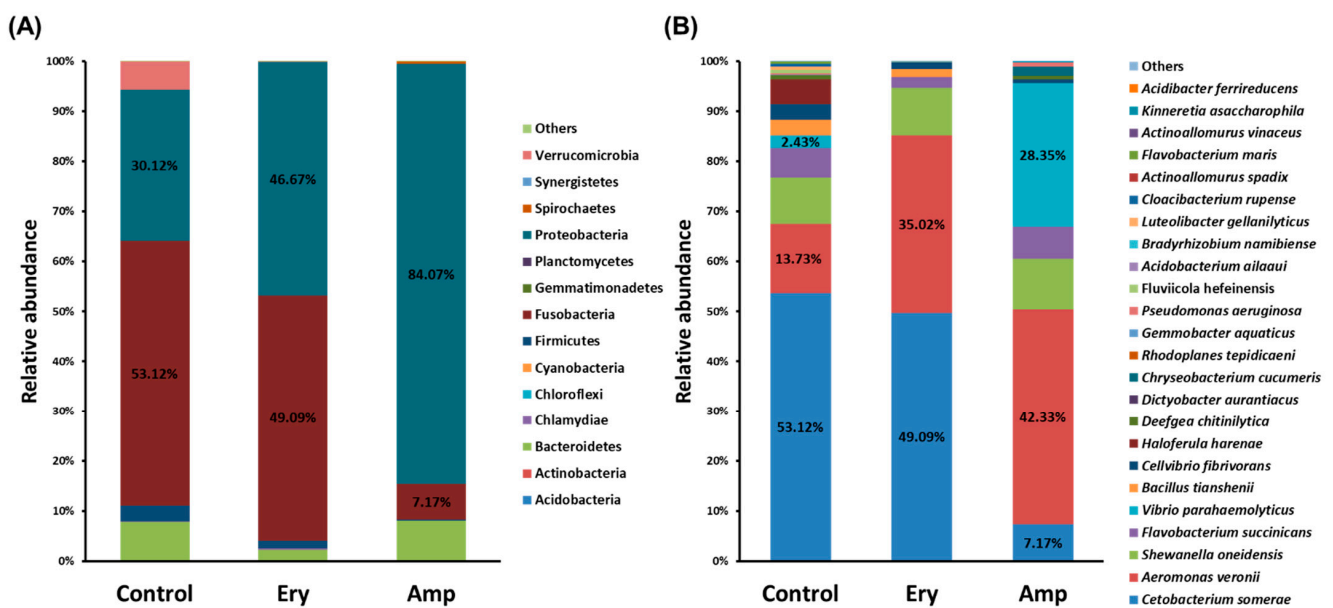 (A)
Relative abundance
100%
90%
80%
70%
60%
50%
40%
30%
20%
10%
0%
30.12%
53.12%
46.67%
49.09%
84.07%
7.17%
Control
Ery
Amp
Others
Verrucomicrobia
Synergistetes
Spirochaetes
Proteobacteria
Planctomycetes
Gemmatimonadetes
Fusobacteria
Firmicutes
Cyanobacteria
Chloroflexi
Chlamydiae
Bacteroidetes
Actinobacteria
Acidobacteria
(B)
Relative abundance
100%
90%
80%
70%
60%
50%
40%
30%
20%
10%
0%
2.43%
13.73%
53.12%
35.02%
49.09%
28.35%
42.33%
7.17%
Control
Ery
Amp
Others
Acidibacter ferrireducens
Kinneretia asaccharophila
Actinoallomurus vinaceus
Flavobacterium maris
Actinoallomurus spadix
Cloacibacterium rupense
Luteolibacter gellanilyticus
Bradyrhizobium namibiense
Acidobacterium ailaaui
Fluviicola hefeinensis
Pseudomonas aeruginosa
Gemmobacter aquaticus
Rhodoplanes tepidicaeni
Chryseobacterium cucumeris
Dictyobacter aurantiacus
Deefgea chitinilytica
Haloferula harenae
Cellvibrio fibrivorans
Bacillus tianshenii
Vibrio parahaemolyticus
Flavobacterium succinicans
Shewanella oneidensis
Aeromonas veronii
Cetobacterium somerae